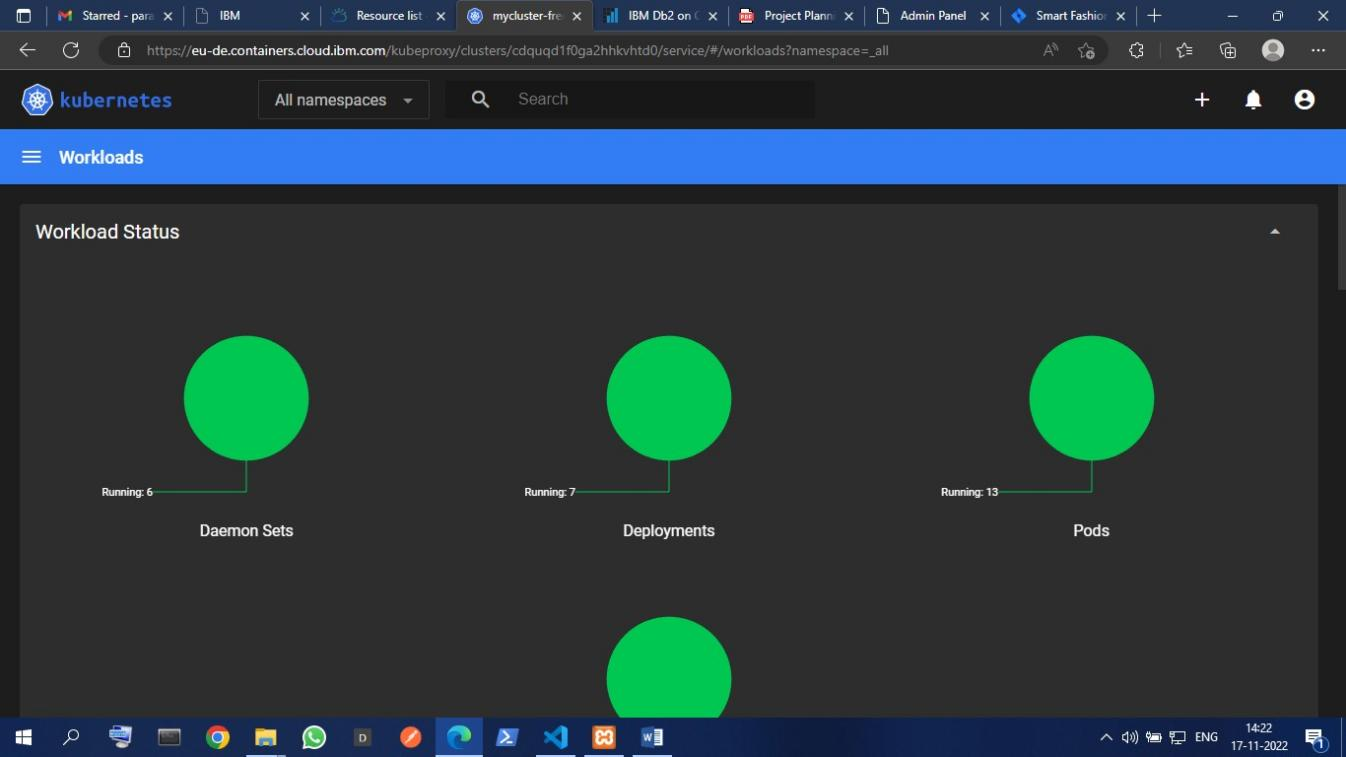 Starred - para
IBM
Resource list
mycluster-fre
IBM Db2 on C
Project Plann
Admin Panel
Smart Fashion
https://eu-de.containers.cloud.ibm.com/kubeproxy/clusters/cdquqd1f0ga2hhkvhtd0/service/#/workloads?namespace=_all
kubernetes
All namespaces
Search
Workloads
Workload Status
Running: 6
Running: 7
Running: 13
Daemon Sets
Deployments
Pods
ENG
14:22
17-11-2022